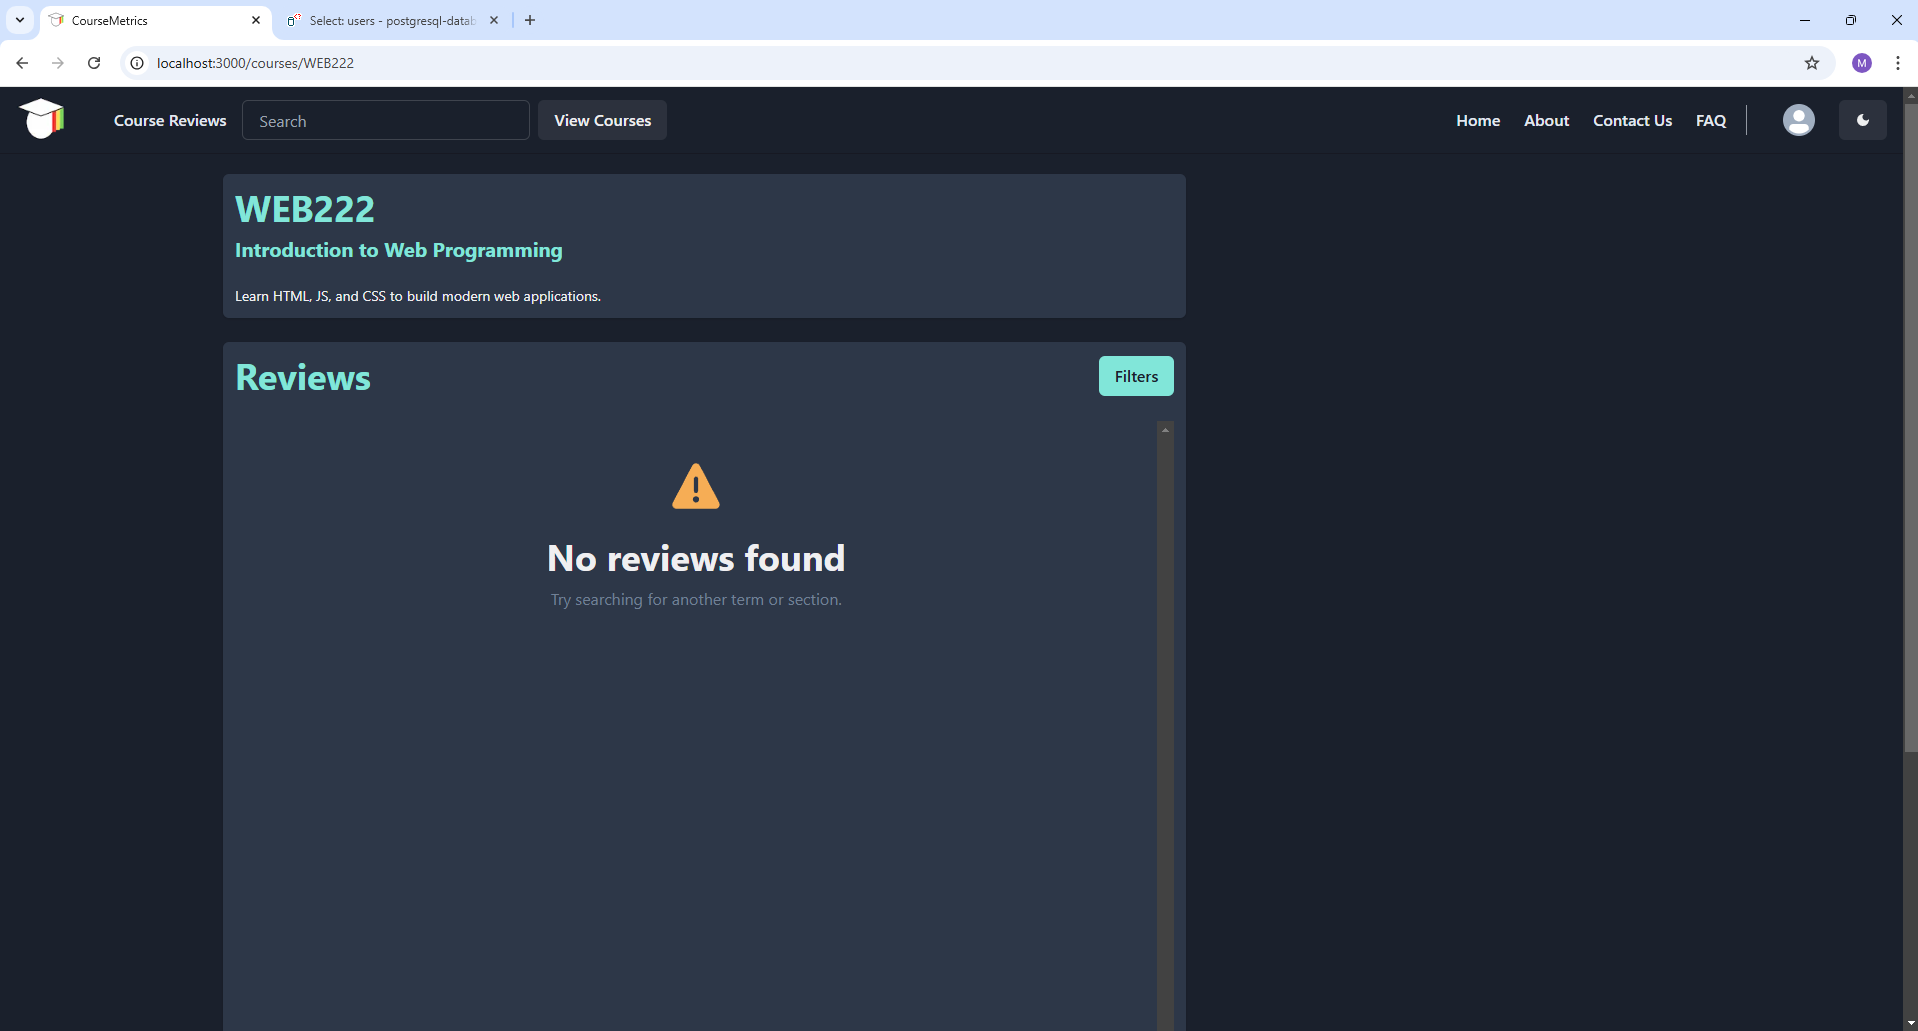 CourseMetrics
Select: users - postgresql-datab
localhost:3000/courses/WEB222
M
Course Reviews
Search
View Courses
Home
About
Contact Us
FAQ
WEB222
Introduction to Web Programming
Learn HTML, JS, and CSS to build modern web applications.
Reviews
Filters
No reviews found
Try searching for another term or section.